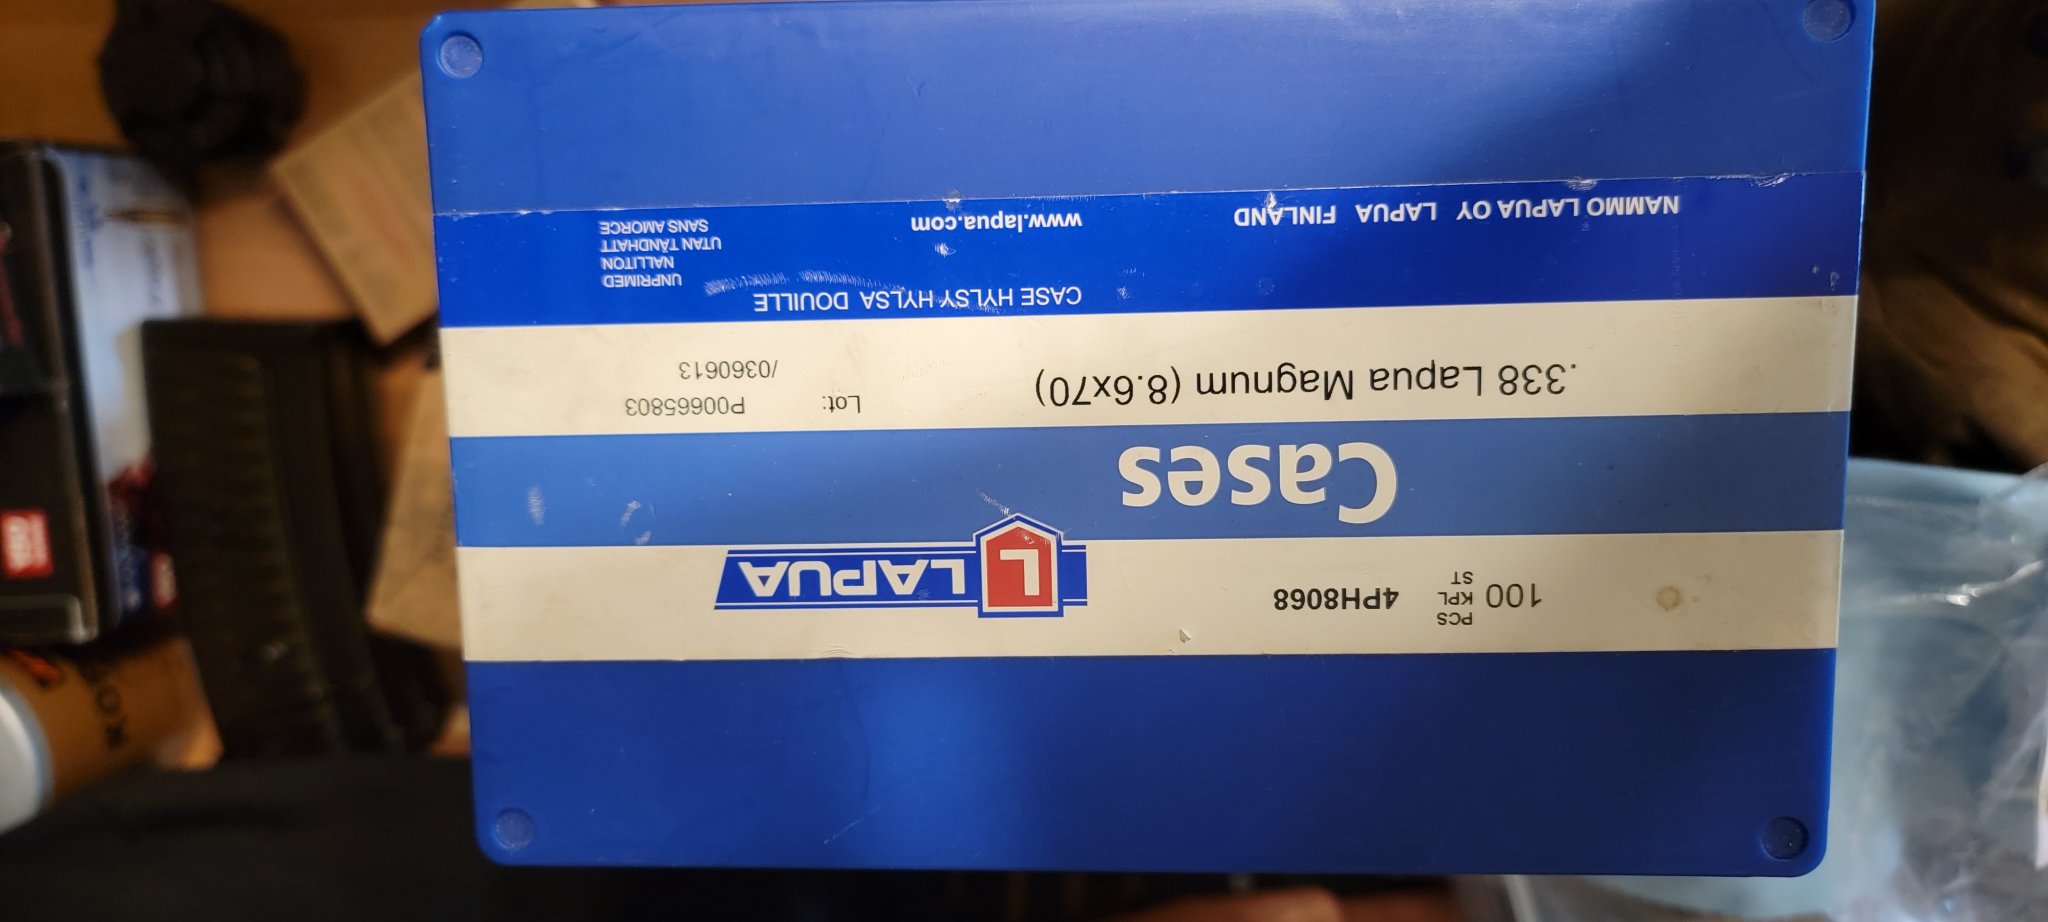 100 PCS KPL ST
4PH8068
L LAPUA
Cases
.338 Lapua Magnum (8.6x70)
Lot: P00665803
/0360613
CASE HYLSY HYLSA DOUILLE
UNPRIMED
NALLITON
UTAN TÄNDHATT
SANS AMORCE
NAMMO LAPUA OY LAPUA FINLAND
www.lapua.com